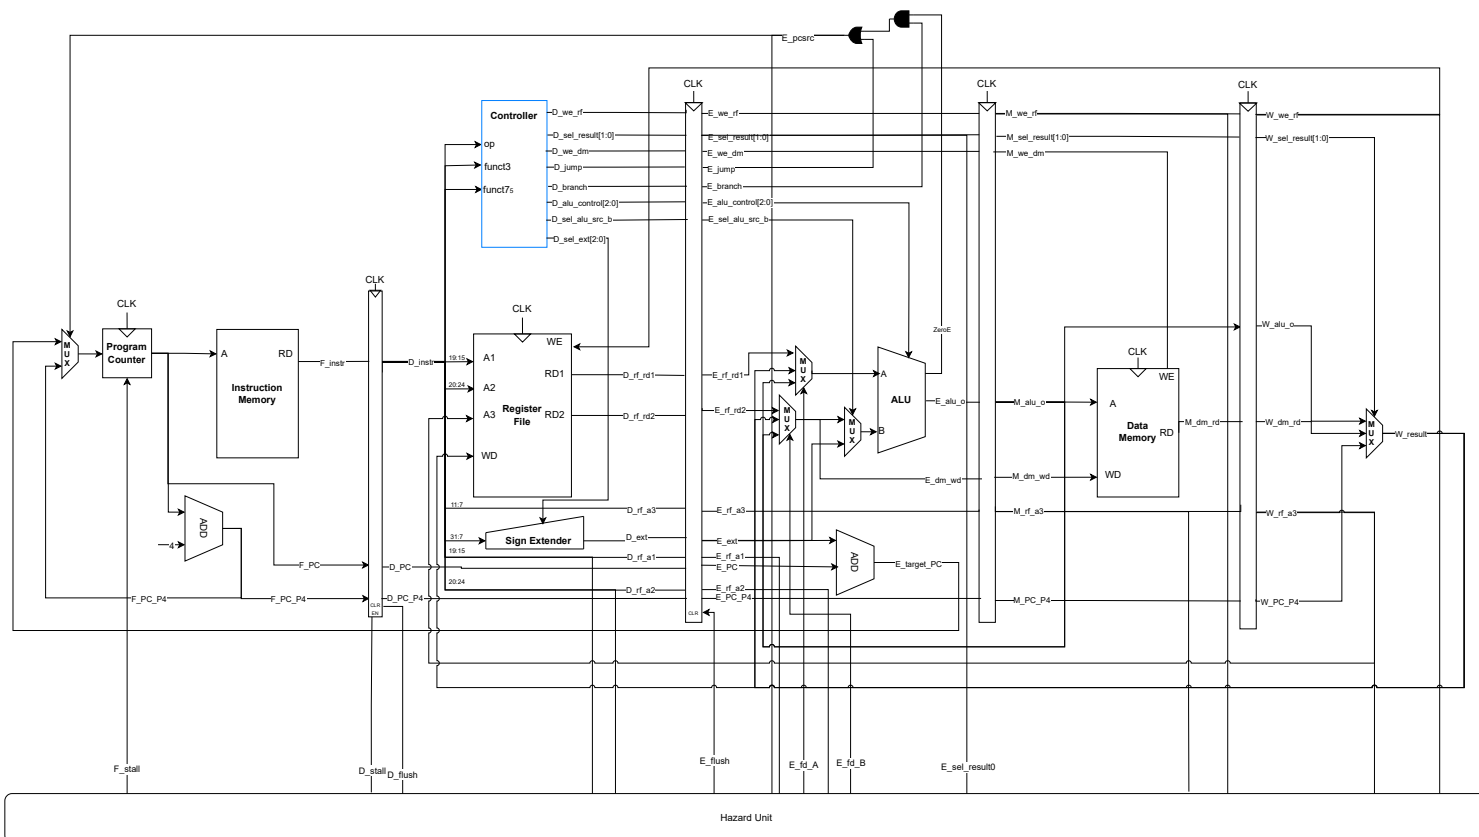 E_pcsrc
CLK
CLK
CLK
Controller
op
funct3
funct7₅
D_we_rf
D_sel_result[1:0]
D_we_dm
D_jump
D_branch
D_alu_control[2:0]
D_sel_alu_src_b
D_sel_ext[2:0]
E_we_rf
E_sel_result[1:0]
E_we_dm
E_jump
E_branch
E_alu_control[2:0]
E_sel_alu_src_b
M_we_rf
M_sel_result[1:0]
M_we_dm
W_we_rf
W_sel_result[1:0]
CLK
CLK
CLK
MUX
Program
Counter
A
RD
Instruction
Memory
F_instr
D_instr
19:15
20:24
A1
A2
A3
WD
WE
RD1
RD2
Register
File
D_rf_rd1
D_rf_rd2
E_rf_rd1
E_rf_rd2
MUX
MUX
MUX
ZeroE
A
B
ALU
E_alu_o
M_alu_o
CLK
WE
A
RD
Data
Memory
WD
M_dm_rd
W_alu_o
W_dm_rd
MUX
W_result
E_dm_wd
M_dm_wd
ADD
4
11:7
D_rf_a3
E_rf_a3
M_rf_a3
W_rf_a3
31:7
Sign Extender
D_ext
E_ext
19:15
D_rf_a1
E_rf_a1
ADD
E_target_PC
F_PC
D_PC
E_PC
20:24
D_rf_a2
E_rf_a2
F_PC_P4
F_PC_P4
D_PC_P4
E_PC_P4
M_PC_P4
W_PC_P4
CLR
EN
CLR
F_stall
D_stall
D_flush
E_flush
E_fd_A
E_fd_B
E_sel_result0
Hazard Unit